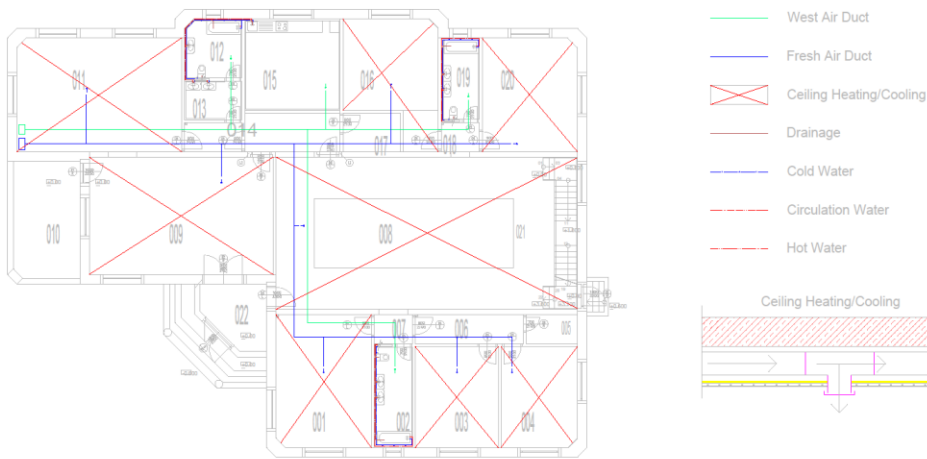 012
011
015
016
019
020
013
014
017
018
010
009
008
021
022
007
006
005
001
002
003
004
West Air Duct
Fresh Air Duct
Ceiling Heating/Cooling
Drainage
Cold Water
Circulation Water
Hot Water
Ceiling Heating/Cooling